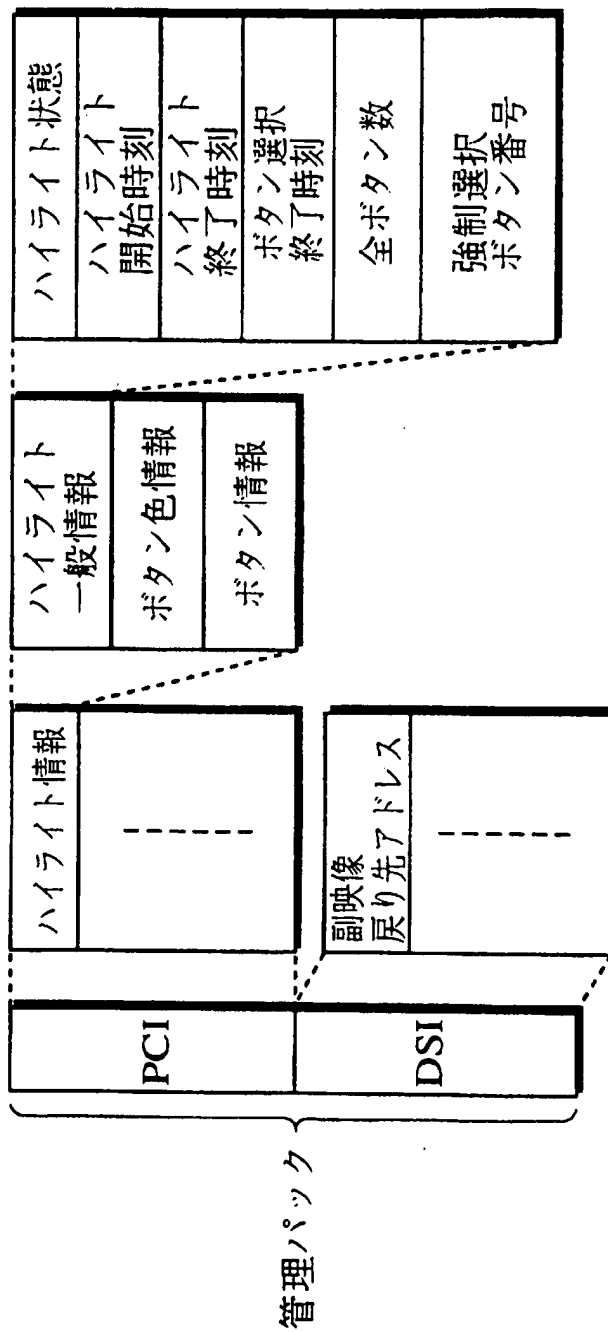 管理パック
PCI
DSI
ハイライト情報
副映像
戻り先アドレス
ハイライト
一般情報
ボタン色情報
ボタン情報
ハイライト状態
ハイライト
開始時刻
ハイライト
終了時刻
ボタン選択
終了時刻
全ボタン数
強制選択
ボタン番号